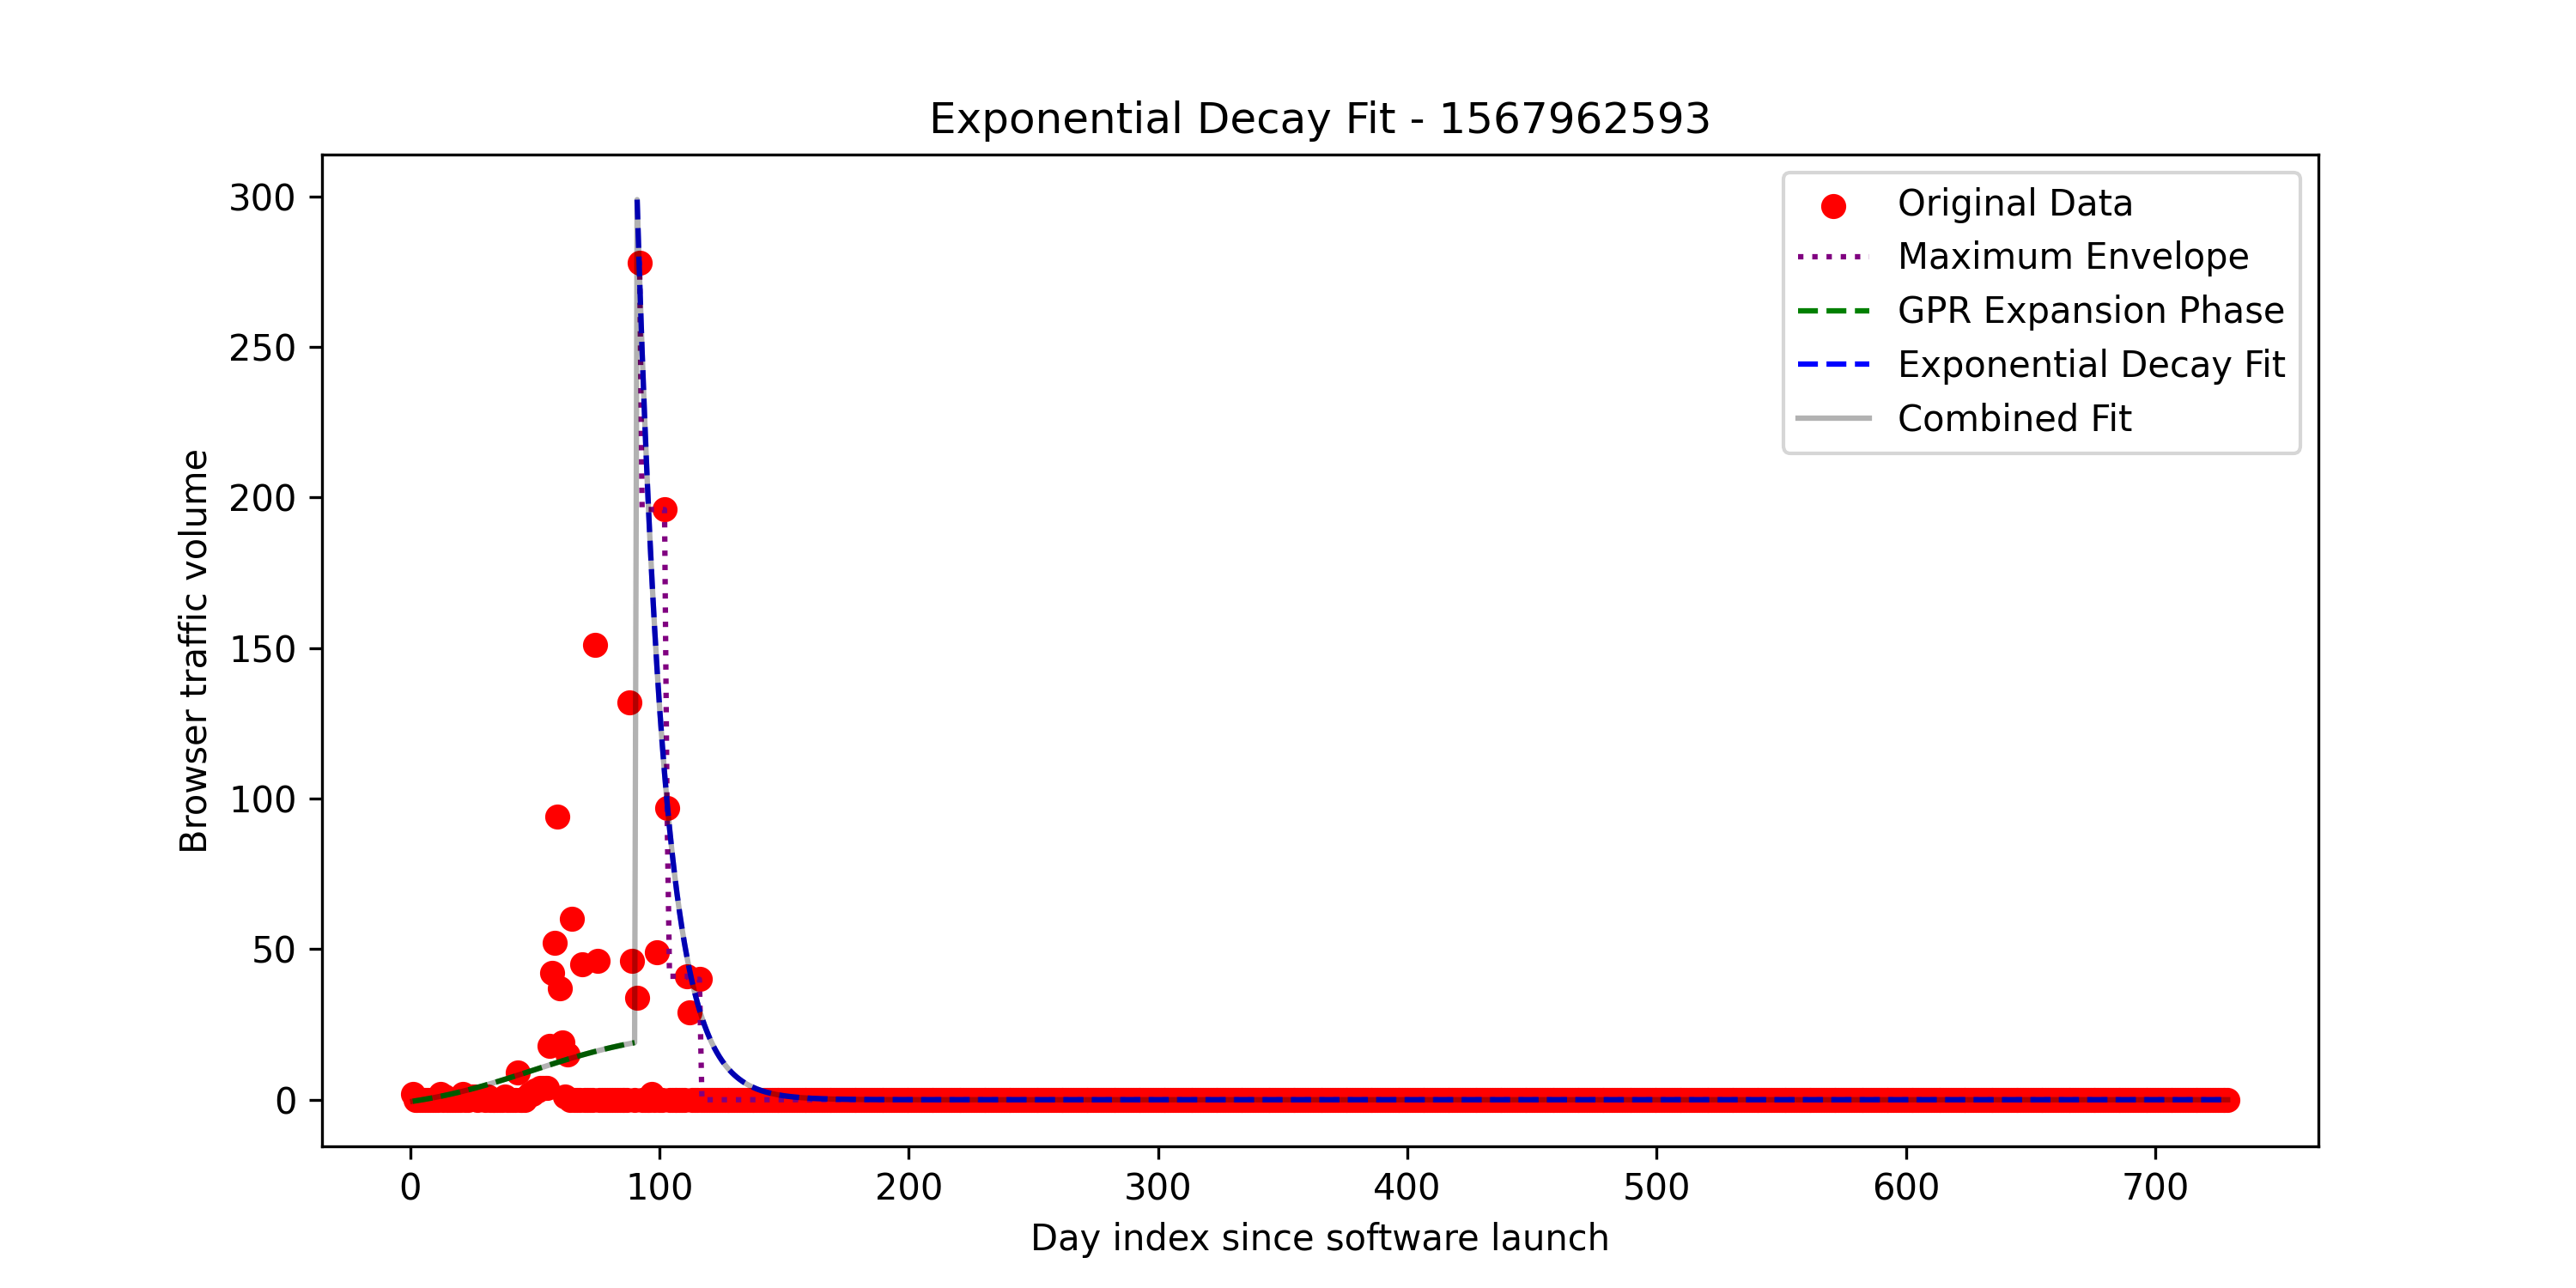 Exponential Decay Fit - 1567962593
Original Data
Maximum Envelope
GPR Expansion Phase
Exponential Decay Fit
Combined Fit
Browser traffic volume
300
250
200
150
100
50
0
0 100 200 300 400 500 600 700
Day index since software launch